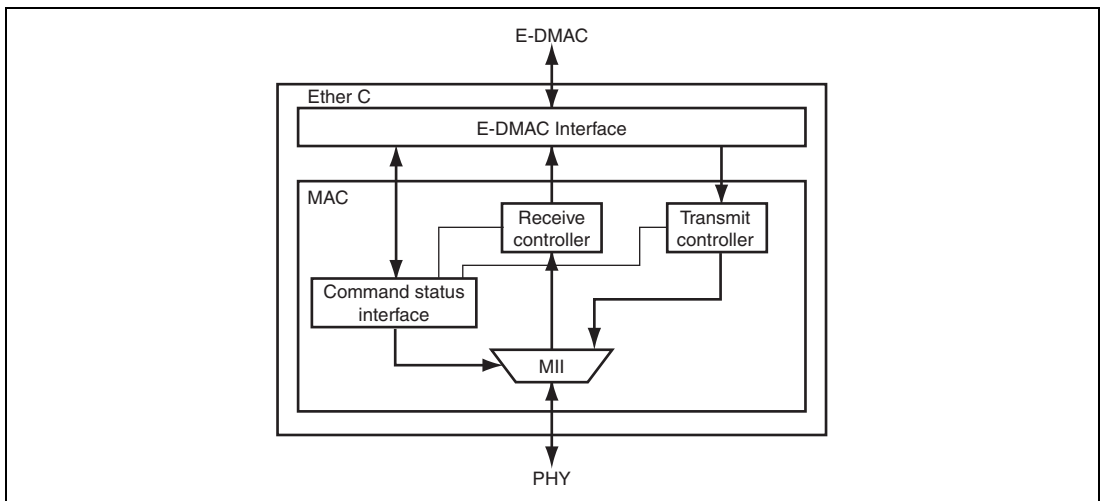 E-DMAC
Ether C
E-DMAC Interface
MAC
Receive
controller
Transmit
controller
Command status
interface
MII
PHY